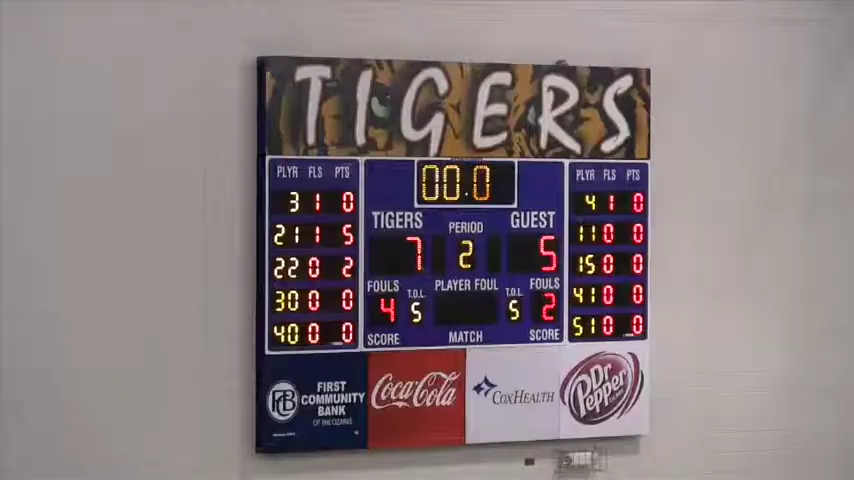 TIGERS
PLYR FLS PTS
3 1 0
21 1 5
22 0 2
30 0 0
40 0 0
00.0
TIGERS PERIOD GUEST
7 2 5
FOULS T.O.L. PLAYER FOUL T.O.L. FOULS
4 5 5 2
SCORE MATCH SCORE
PLYR FLS PTS
4 1 0
11 0 0
15 0 0
41 0 0
51 0 0
FCB
FIRST
COMMUNITY
BANK
OF THE OZARKS
Coca-Cola
COXHEALTH
Dr
Pepper